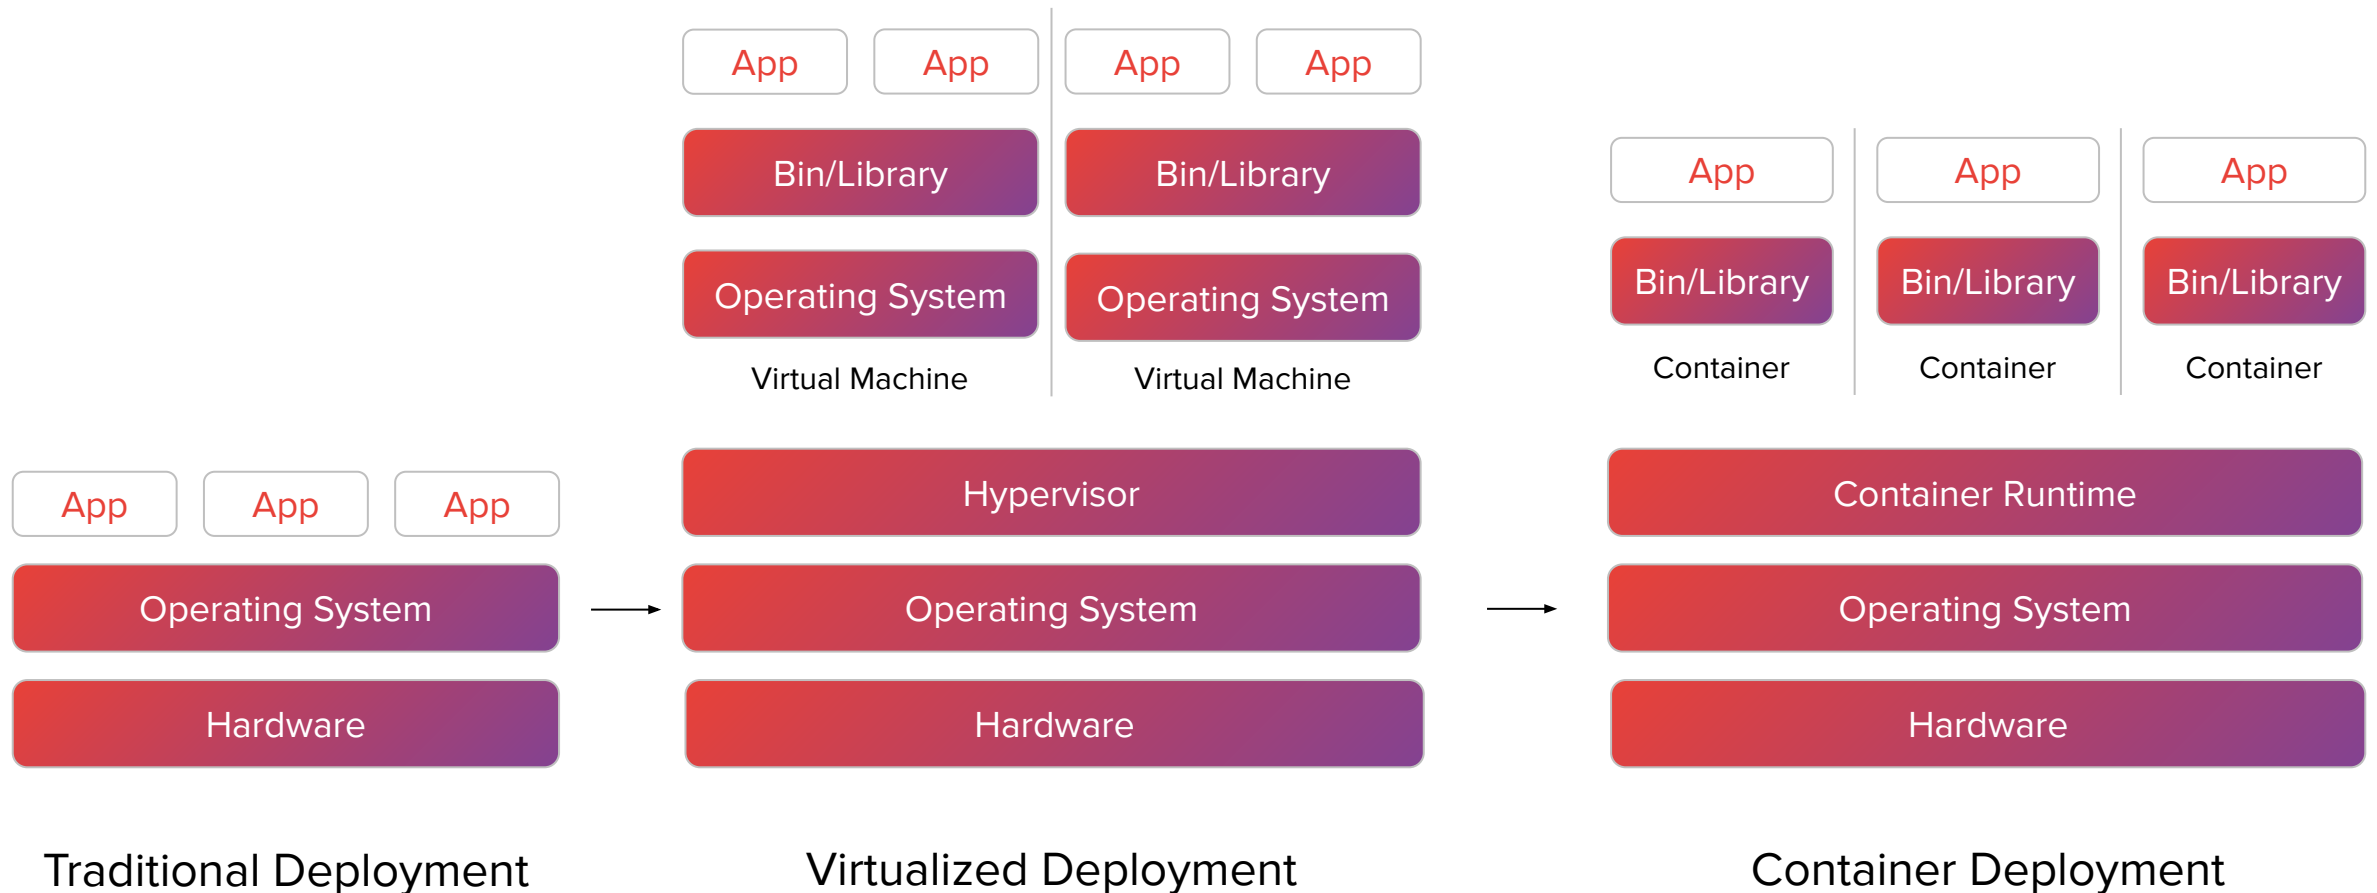 App App App
Operating System
Hardware
Traditional Deployment
App App App App
Bin/Library Bin/Library
Operating System Operating System
Virtual Machine Virtual Machine
Hypervisor
Operating System
Hardware
Virtualized Deployment
App App App
Bin/Library Bin/Library Bin/Library
Container Container Container
Container Runtime
Operating System
Hardware
Container Deployment